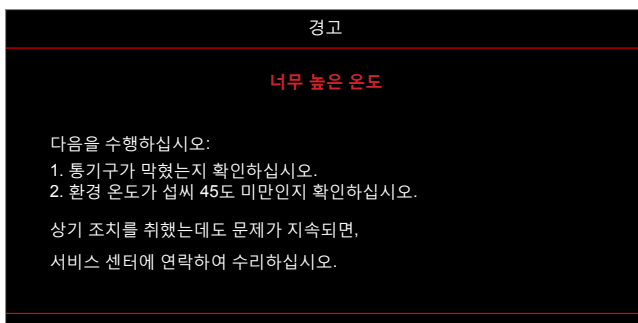 경고
너무 높은 온도
다음을 수행하십시오:
1. 통기구가 막혔는지 확인하십시오.
2. 환경 온도가 섭씨 45도 미만인지 확인하십시오.
상기 조치를 취했는데도 문제가 지속되면,
서비스 센터에 연락하여 수리하십시오.